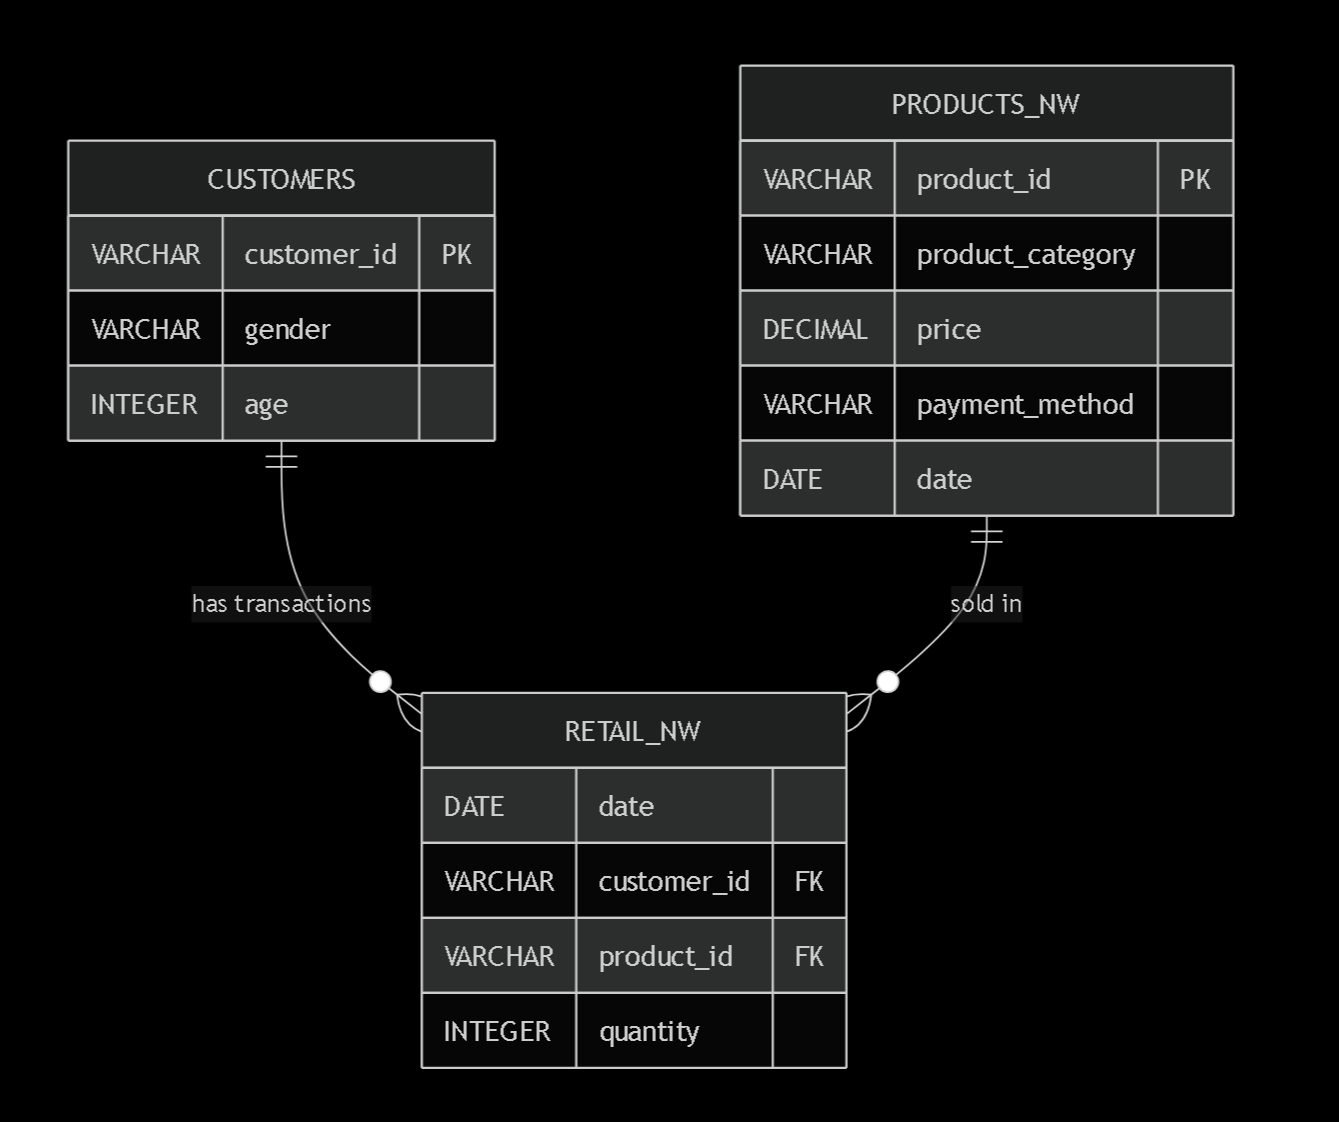 CUSTOMERS
VARCHAR customer_id PK
VARCHAR gender
INTEGER age
PRODUCTS_NW
VARCHAR product_id PK
VARCHAR product_category
DECIMAL price
VARCHAR payment_method
DATE date
has transactions
sold in
RETAIL_NW
DATE date
VARCHAR customer_id FK
VARCHAR product_id FK
INTEGER quantity